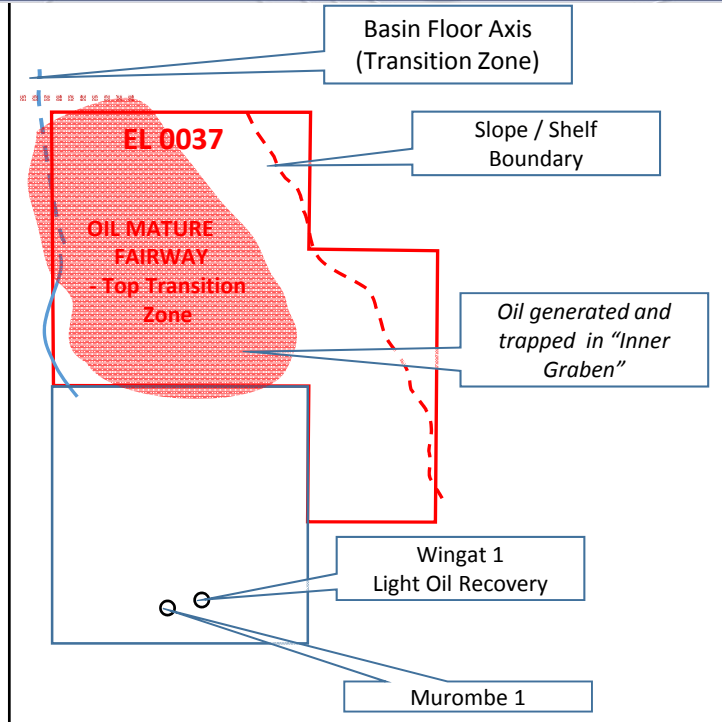 Basin Floor Axis
(Transition Zone)
EL 0037
Slope / Shelf
Boundary
OIL MATURE
FAIRWAY
- Top Transition
Zone
Oil generated and
trapped in “Inner
Graben”
Wingat 1
Light Oil Recovery
Murombe 1